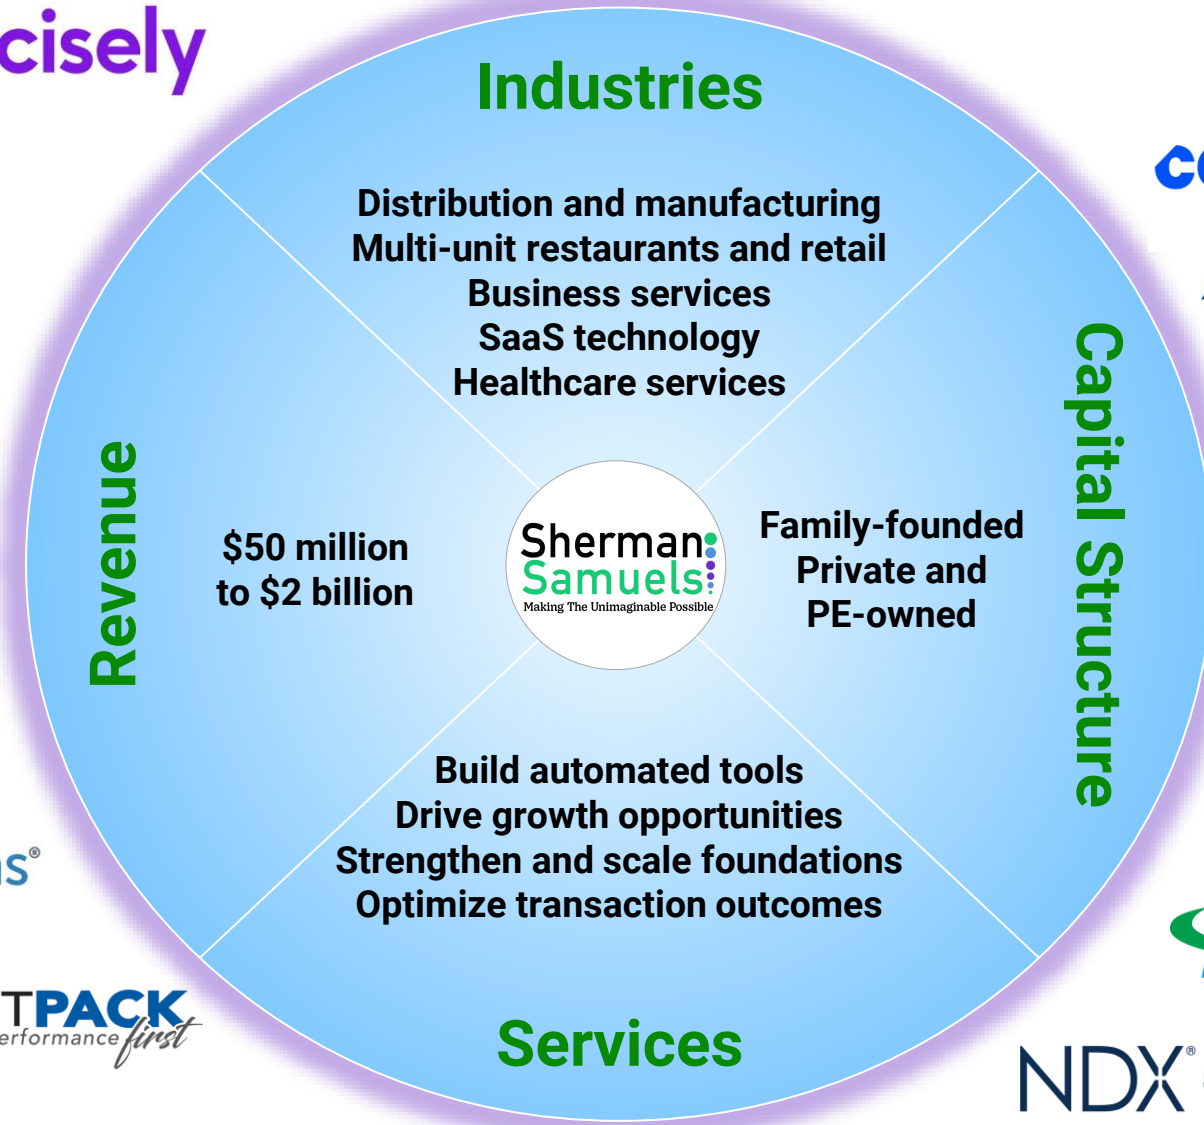 cisely
Industries
Distribution and manufacturing
Multi-unit restaurants and retail
Business services
SaaS technology
Healthcare services
Revenue
$50 million
to $2 billion
Sherman
Samuels
Making The Unimaginable Possible
Family-founded
Private and
PE-owned
Capital Structure
Build automated tools
Drive growth opportunities
Strengthen and scale foundations
Optimize transaction outcomes
Services
s®
TPACK
erformance first
NDX®